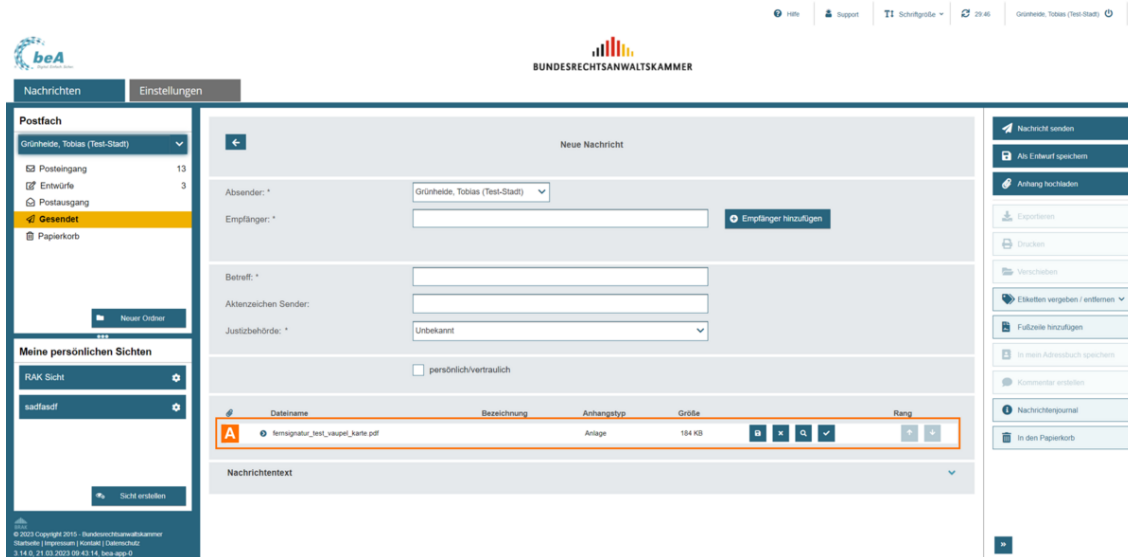 Hilfe Support Schriftgröße 29:46 Grünheide, Tobias (Test-Stadt)
beA
BUNDESRECHTSANWALTSKAMMER
Nachrichten Einstellungen
Postfach
Grünheide, Tobias (Test-Stadt)
Posteingang 13
Entwürfe 3
Postausgang
Gesendet
Papierkorb
Neuer Ordner
Meine persönlichen Sichten
RAK Sicht
sadfasdf
Sicht erstellen
BRAK
© 2023 Copyright 2015 - Bundesrechtsanwaltskammer
Startseite | Impressum | Kontakt | Datenschutz
3.14.0, 21.03.2023 09:43:14, bea-app-0
Neue Nachricht
Absender: * Grünheide, Tobias (Test-Stadt)
Empfänger: * Empfänger hinzufügen
Betreff: *
Aktenzeichen Sender:
Justizbehörde: * Unbekannt
persönlich/vertraulich
Dateiname Bezeichnung Anhangstyp Größe Rang
A fernsignatur_test_vaupel_karte.pdf Anlage 184 KB
Nachrichtentext
Nachricht senden
Als Entwurf speichern
Anhang hochladen
Exportieren
Drucken
Verschieben
Etiketten vergeben / entfernen
Fußzeile hinzufügen
In mein Adressbuch speichern
Kommentar erstellen
Nachrichtenjournal
In den Papierkorb